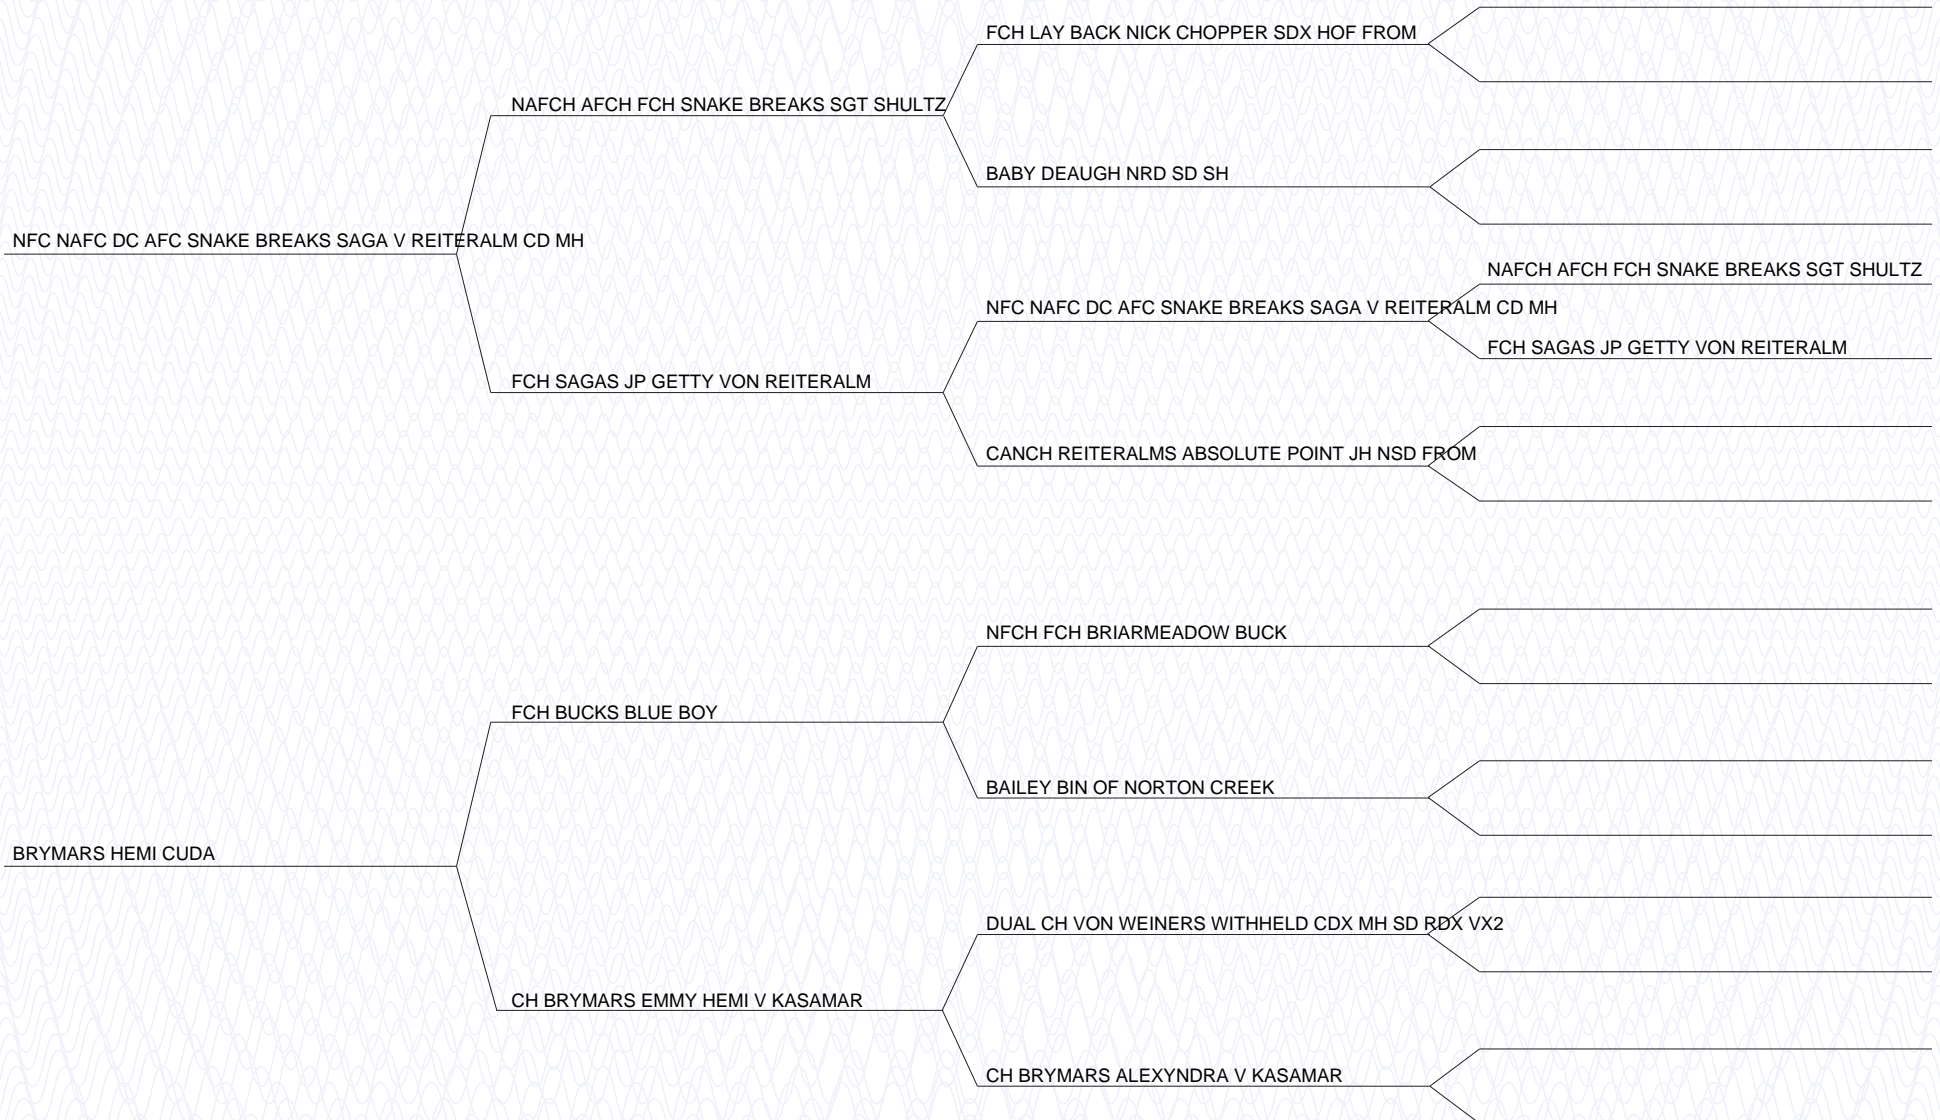 FCH LAY BACK NICK CHOPPER SDX HOF FROM
NAFCH AFCH FCH SNAKE BREAKS SGT SHULTZ
BABY DEAUGH NRD SD SH
NFC NAFC DC AFC SNAKE BREAKS SAGA V REITERALM CD MH
NAFCH AFCH FCH SNAKE BREAKS SGT SHULTZ
NFC NAFC DC AFC SNAKE BREAKS SAGA V REITERALM CD MH
FCH SAGAS JP GETTY VON REITERALM
FCH SAGAS JP GETTY VON REITERALM
CANCH REITERALMS ABSOLUTE POINT JH NSD FROM
NFCH FCH BRIARMEADOW BUCK
FCH BUCKS BLUE BOY
BAILEY BIN OF NORTON CREEK
BRYMARS HEMI CUDA
DUAL CH VON WEINERS WITHHELD CDX MH SD RDX VX2
CH BRYMARS EMMY HEMI V KASAMAR
CH BRYMARS ALEXYNDRA V KASAMAR